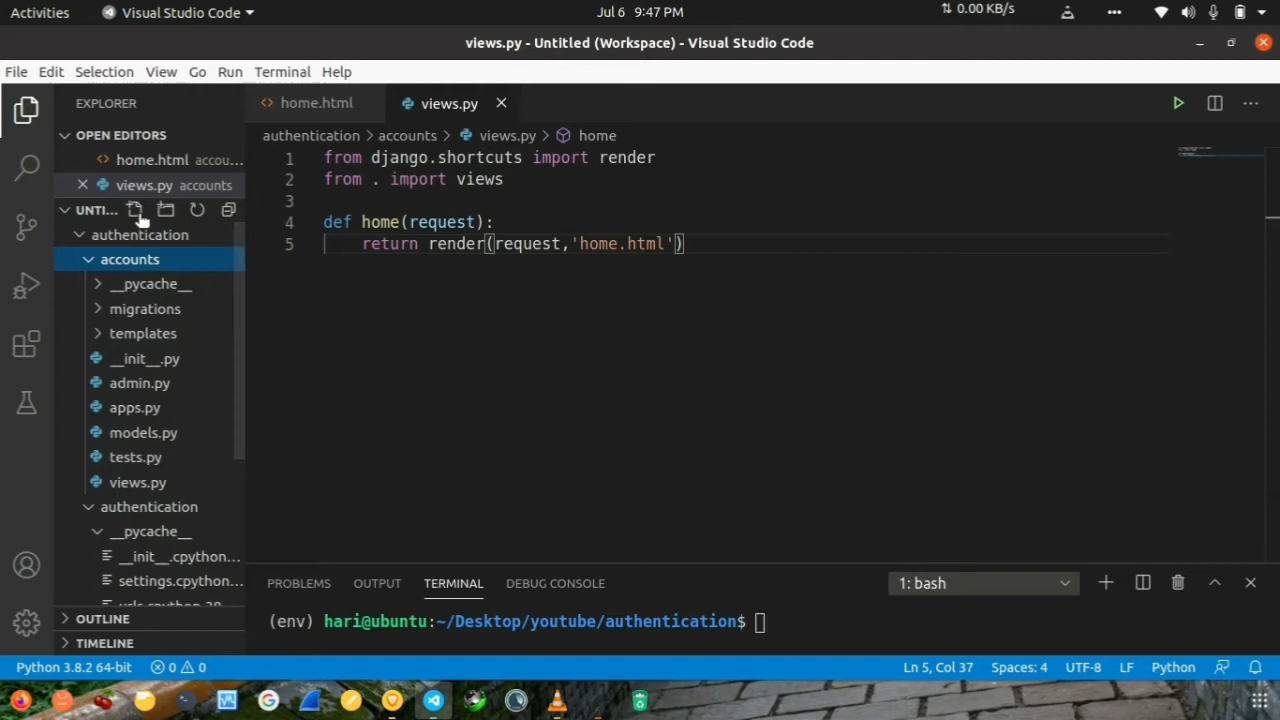 Activities
Visual Studio Code
Jul 6 9:47 PM
0.00 KB/s
views.py - Untitled (Workspace) - Visual Studio Code
File Edit Selection View Go Run Terminal Help
EXPLORER
OPEN EDITORS
home.html accou...
views.py accounts
UNTI...
authentication
accounts
__pycache__
migrations
templates
__init__.py
admin.py
apps.py
models.py
tests.py
views.py
authentication
__pycache__
__init__.cpython...
settings.cpython...
urls.cpython-38...
OUTLINE
TIMELINE
home.html
views.py
authentication > accounts > views.py > home
1 from django.shortcuts import render
2 from . import views
3
4 def home(request):
5 return render(request,'home.html')
PROBLEMS OUTPUT TERMINAL DEBUG CONSOLE
1: bash
(env) hari@ubuntu:~/Desktop/youtube/authentication$
Python 3.8.2 64-bit 0 0
Ln 5, Col 37 Spaces: 4 UTF-8 LF Python